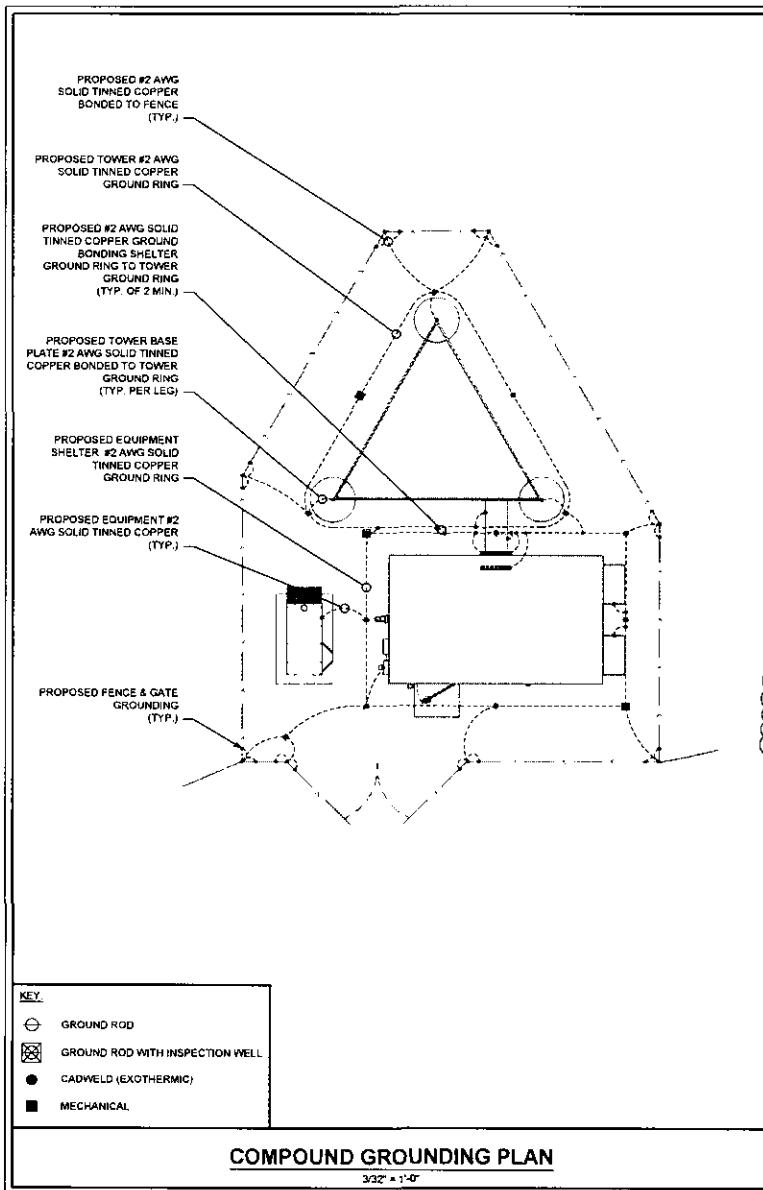 PROPOSED #2 AWG
SOLID TINNED COPPER
BONDED TO FENCE
(TYP.)
PROPOSED TOWER #2 AWG
SOLID TINNED COPPER
GROUND RING
PROPOSED #2 AWG SOLID
TINNED COPPER GROUND
BONDING SHELTER
GROUND RING TO TOWER
GROUND RING
(TYP. OF 2 MIN.)
PROPOSED TOWER BASE
PLATE #2 AWG SOLID TINNED
COPPER BONDED TO TOWER
GROUND RING
(TYP. PER LEG)
PROPOSED EQUIPMENT
SHELTER #2 AWG SOLID
TINNED COPPER
GROUND RING
PROPOSED EQUIPMENT #2
AWG SOLID TINNED COPPER
(TYP.)
PROPOSED FENCE & GATE
GROUNDING
(TYP.)
KEY:
GROUND ROD
GROUND ROD WITH INSPECTION WELL
CADWELD (EXOTHERMIC)
MECHANICAL
COMPOUND GROUNDING PLAN
3/32" = 1'-0"